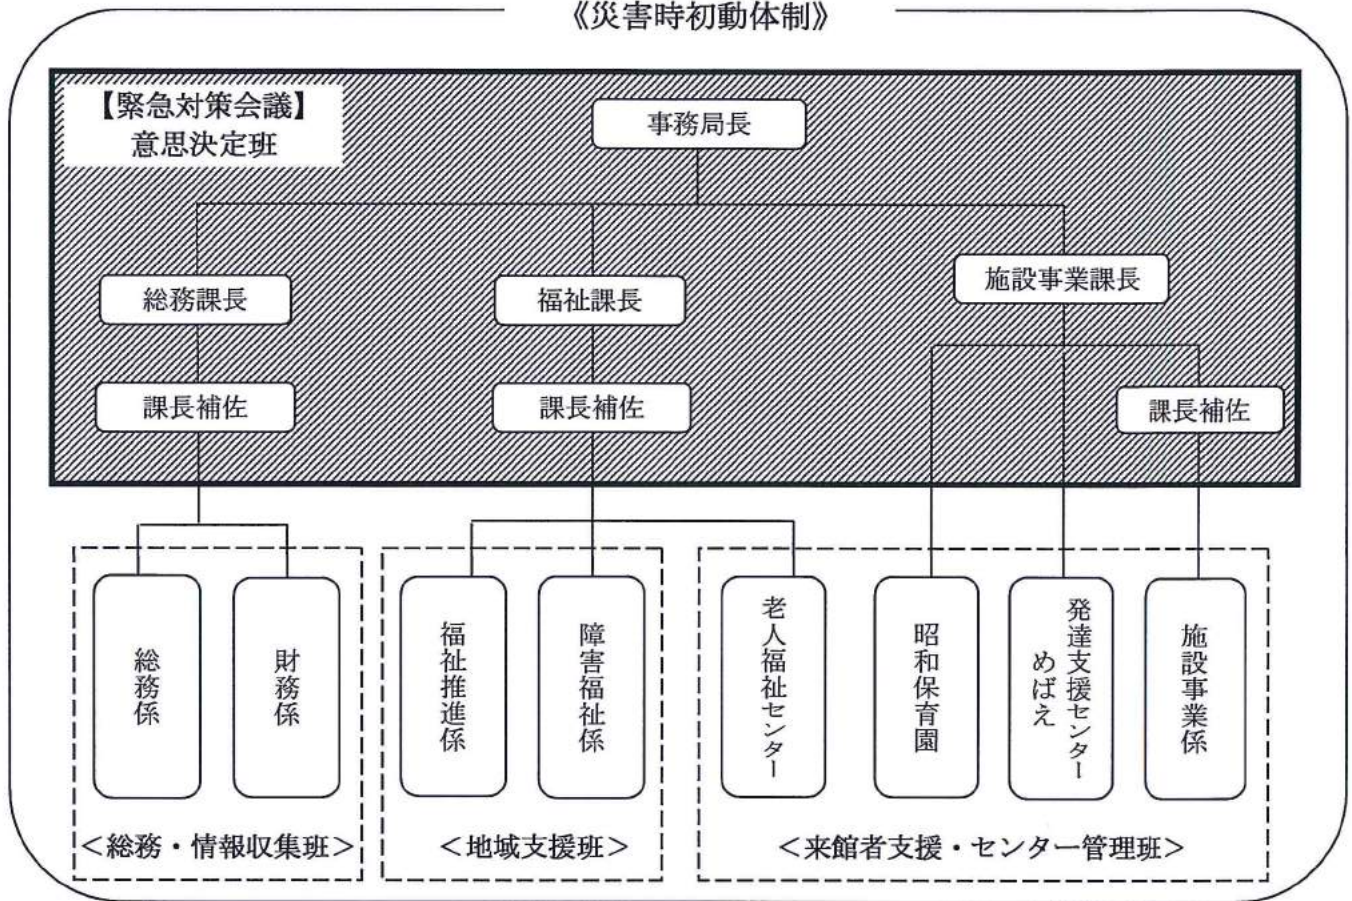 《災害時初動体制》
【緊急対策会議】
意思決定班
事務局長
総務課長
福祉課長
施設事業課長
課長補佐
課長補佐
課長補佐
総務係
財務係
福祉推進係
障害福祉係
老人福祉センター
昭和保育園
発達支援センター
めばえ
施設事業係
＜総務・情報収集班＞
＜地域支援班＞
＜来館者支援・センター管理班＞